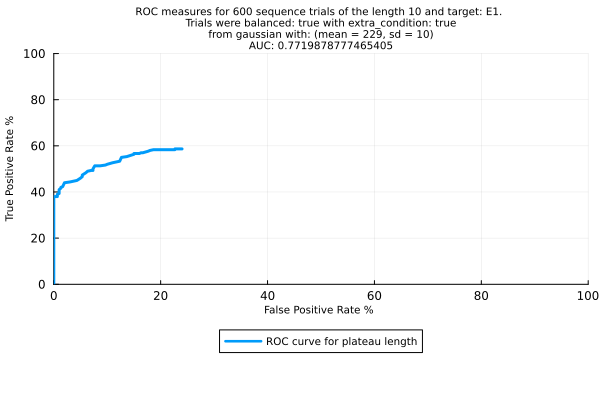 ROC measures for 600 sequence trials of the length 10 and target: E1.
Trials were balanced: true with extra_condition: true
from gaussian with: (mean = 229, sd = 10)
AUC: 0.7719878777465405
100
80
60
40
20
0
True Positive Rate %
0 20 40 60 80 100
False Positive Rate %
ROC curve for plateau length